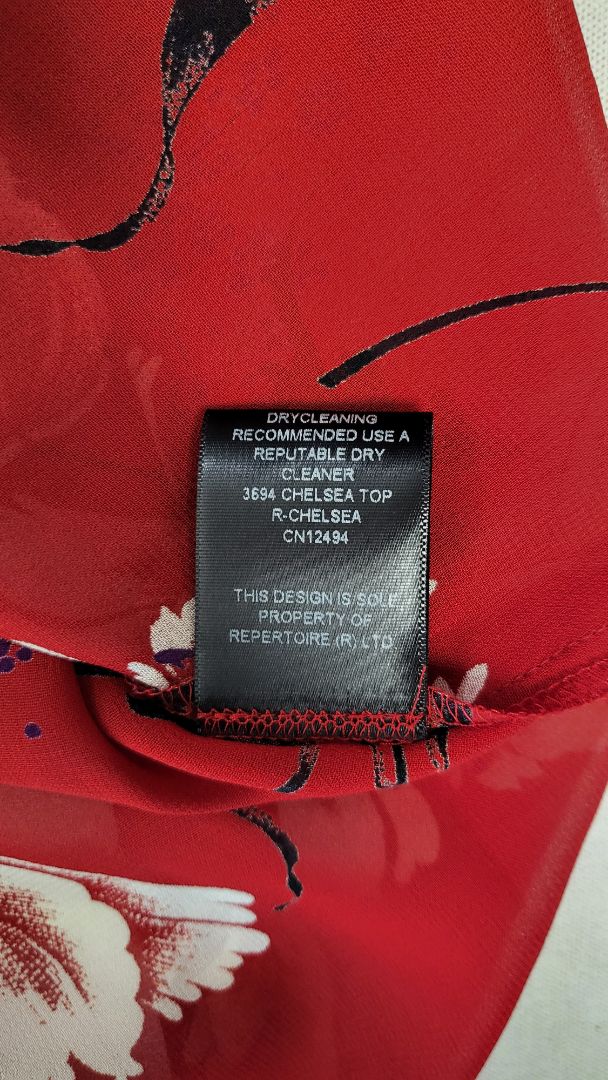 DRYCLEANING
RECOMMENDED USE A
REPUTABLE DRY
CLEANER
3694 CHELSEA TOP
R-CHELSEA
CN12494
THIS DESIGN IS SOLE
PROPERTY OF
REPERTOIRE (R) LTD